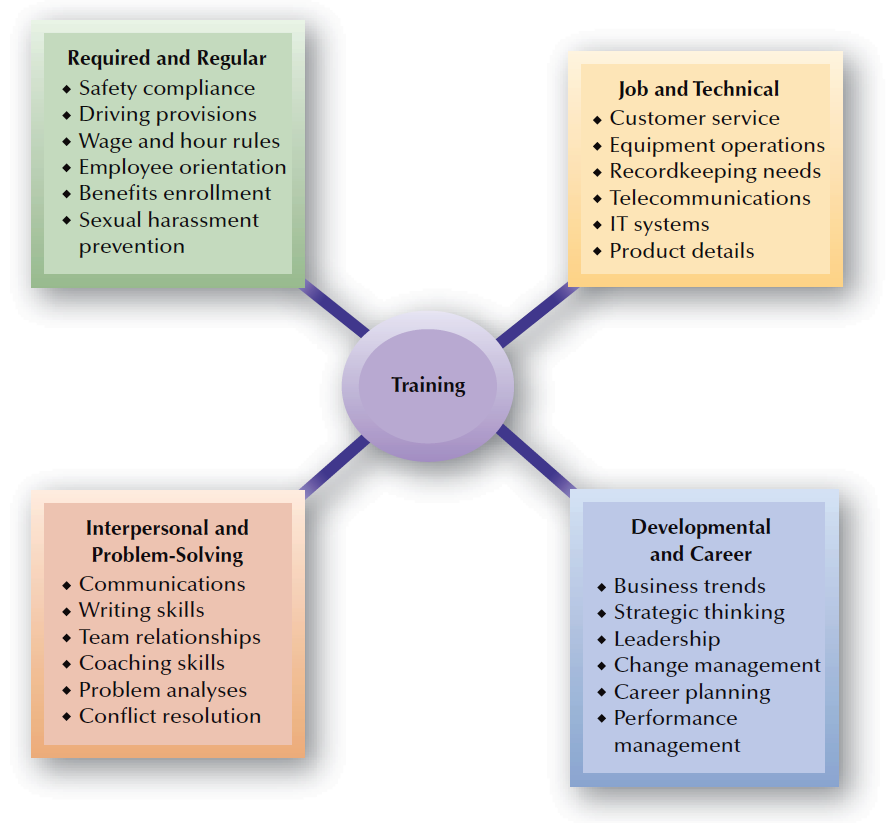 Required and Regular
◆ Safety compliance
◆ Driving provisions
◆ Wage and hour rules
◆ Employee orientation
◆ Benefits enrollment
◆ Sexual harassment
prevention
Job and Technical
◆ Customer service
◆ Equipment operations
◆ Recordkeeping needs
◆ Telecommunications
◆ IT systems
◆ Product details
Training
Interpersonal and
Problem-Solving
◆ Communications
◆ Writing skills
◆ Team relationships
◆ Coaching skills
◆ Problem analyses
◆ Conflict resolution
Developmental
and Career
◆ Business trends
◆ Strategic thinking
◆ Leadership
◆ Change management
◆ Career planning
◆ Performance
management